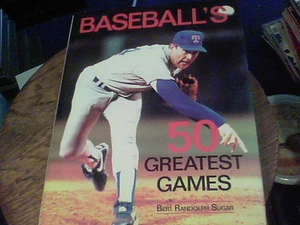 BASEBALL'S
50
GREATEST
GAMES
BERT RANDOLPH SUGAR